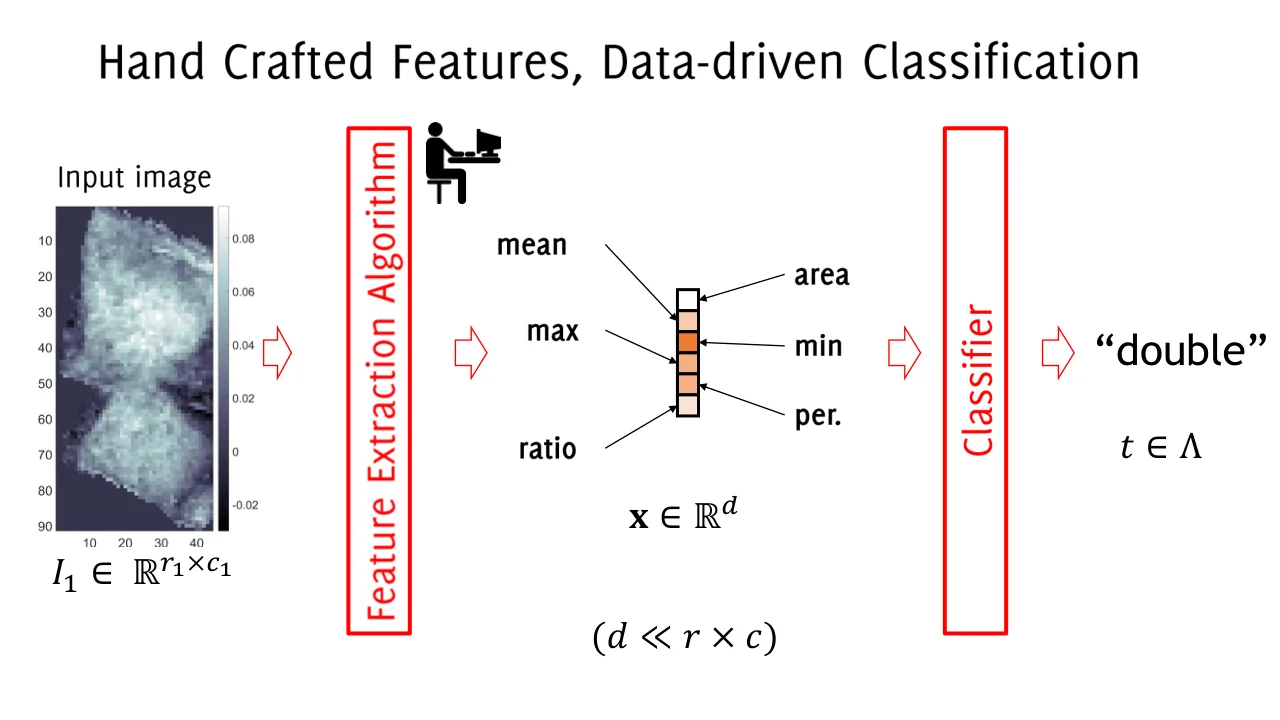 Hand Crafted Features, Data-driven Classification
Input image
10
20
30
40
50
60
70
80
90
10 20 30 40
0.08
0.06
0.04
0.02
0
-0.02
I₁ ∈ ℝ^{r₁×c₁}
Feature Extraction Algorithm
mean
max
ratio
area
min
per.
𝐱 ∈ ℝᵈ
(d ≪ r × c)
Classifier
“double”
t ∈ Λ